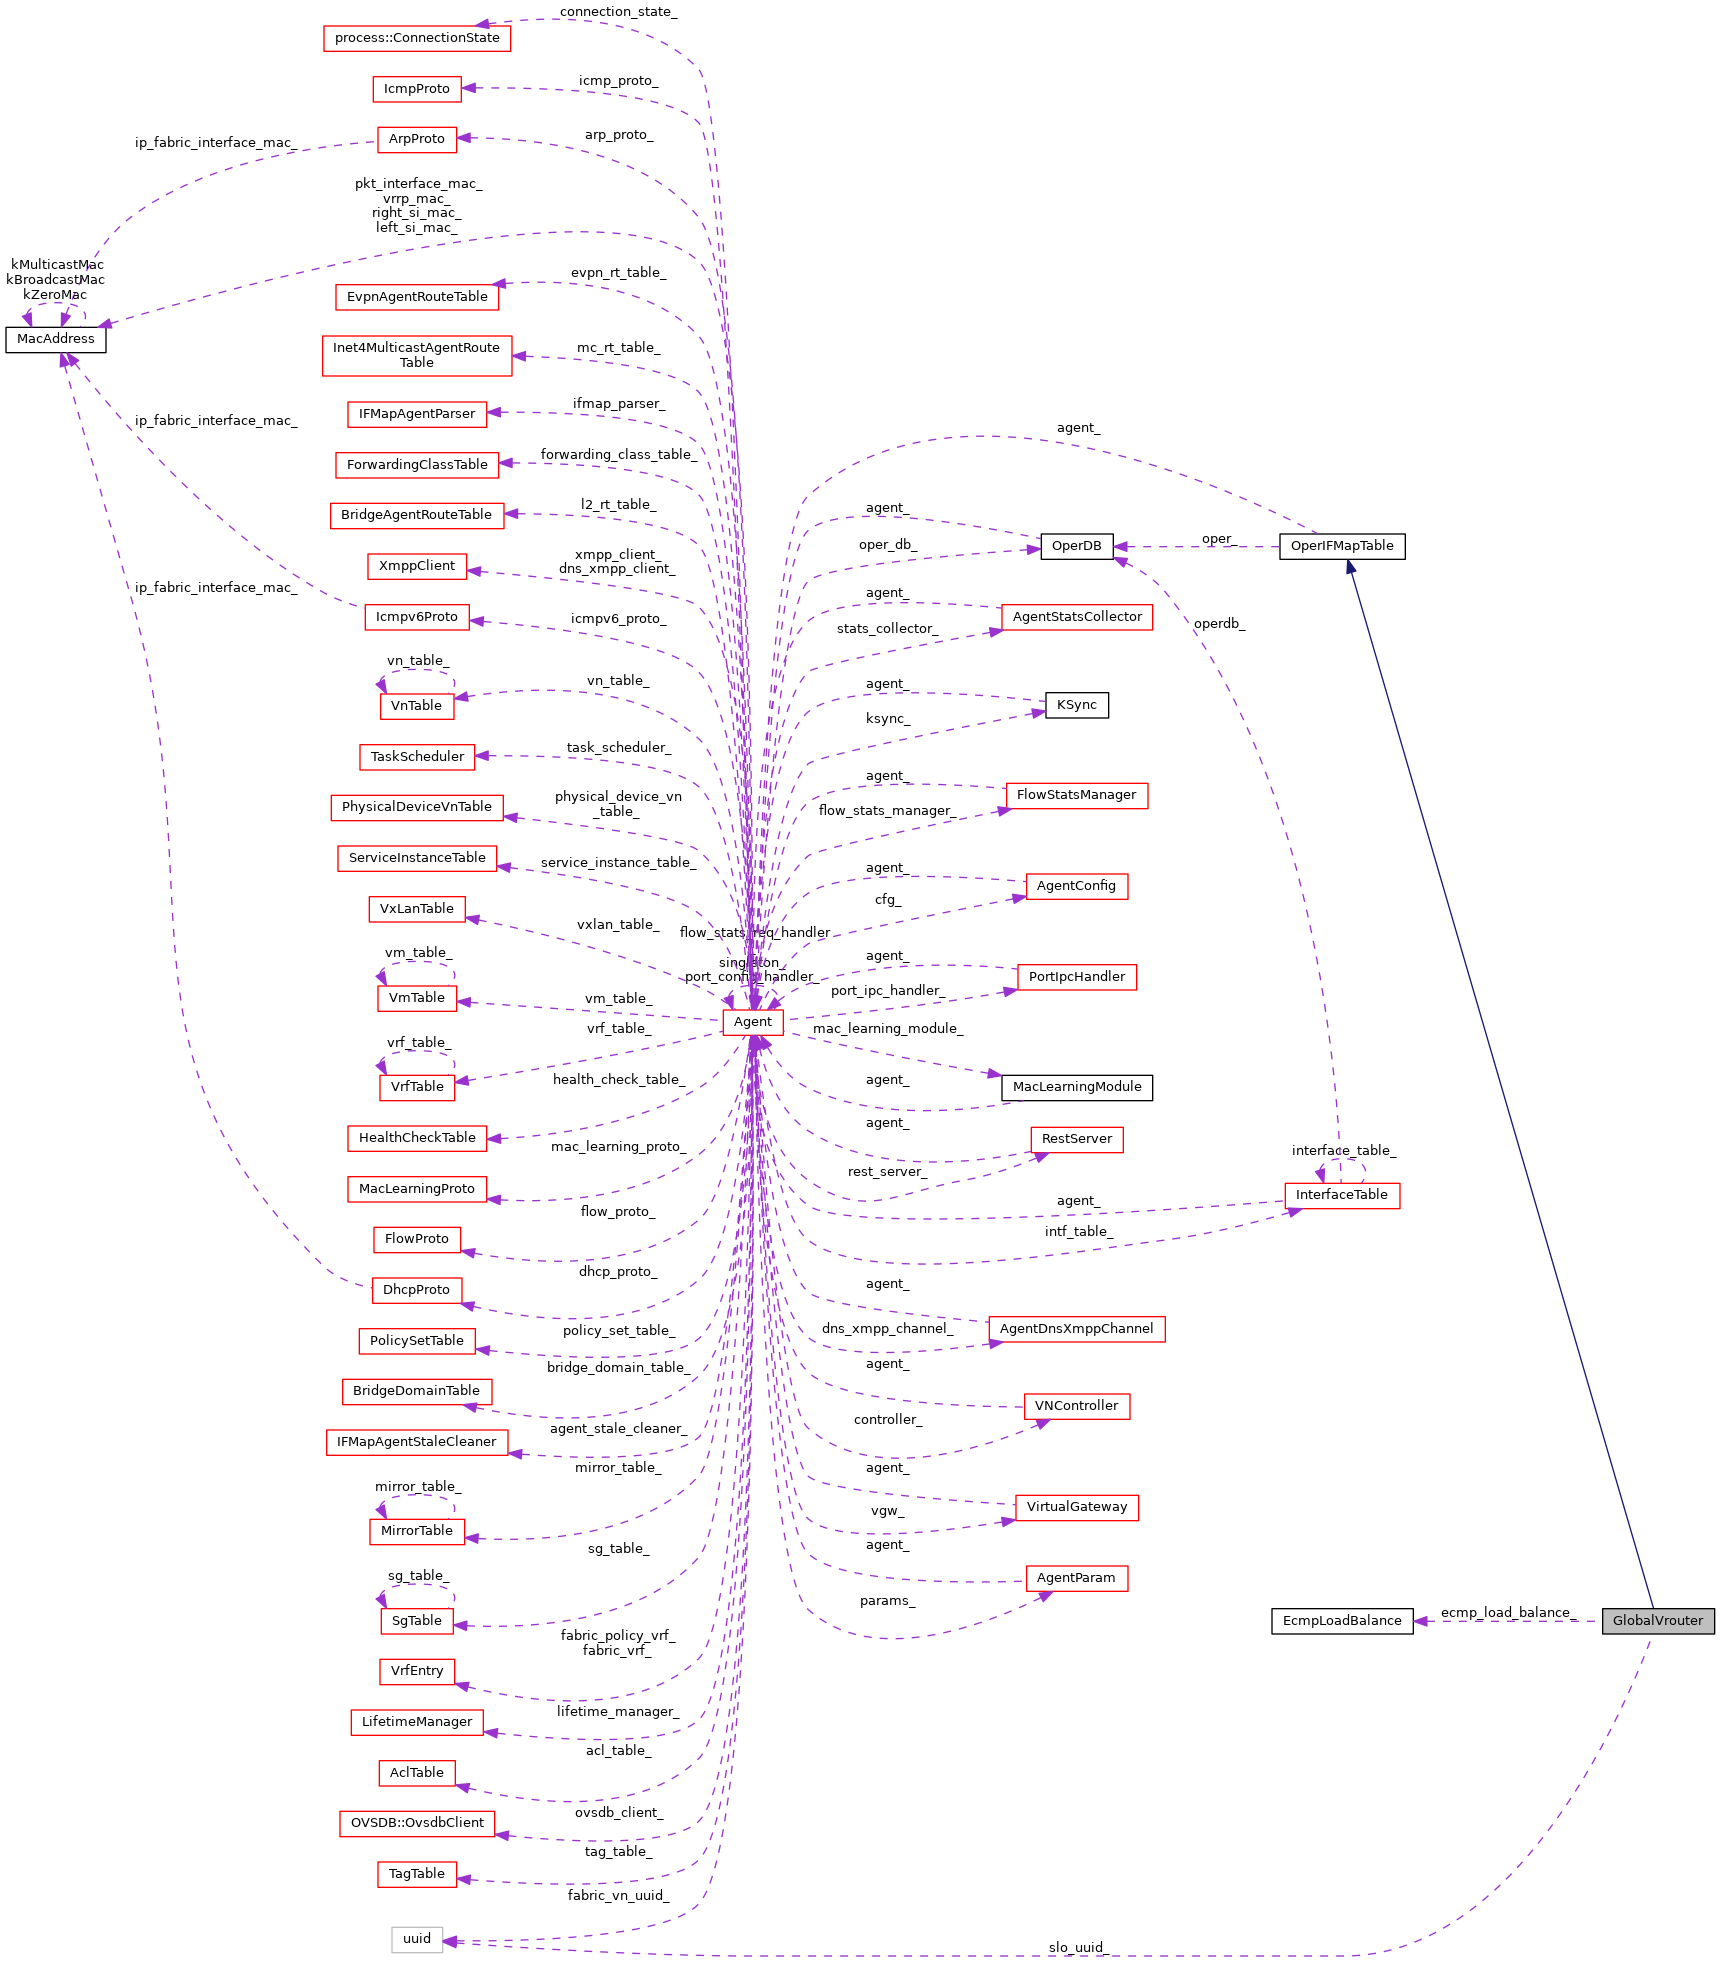 connection_state_
process::ConnectionState
icmp_proto_
IcmpProto
arp_proto_
ArpProto
ip_fabric_interface_mac_
pkt_interface_mac_
vrrp_mac_
right_si_mac_
left_si_mac_
kMulticastMac
kBroadcastMac
kZeroMac
MacAddress
evpn_rt_table_
EvpnAgentRouteTable
mc_rt_table_
Inet4MulticastAgentRoute
Table
ifmap_parser_
IFMapAgentParser
ip_fabric_interface_mac_
agent_
forwarding_class_table_
ForwardingClassTable
l2_rt_table_
BridgeAgentRouteTable
agent_
oper_db_
OperDB
oper_
OperIFMapTable
xmpp_client_
dns_xmpp_client_
XmppClient
ip_fabric_interface_mac_
agent_
icmpv6_proto_
Icmpv6Proto
stats_collector_
AgentStatsCollector
operdb_
vn_table_
VnTable
vn_table_
agent_
ksync_
KSync
task_scheduler_
TaskScheduler
agent_
physical_device_vn
_table_
PhysicalDeviceVnTable
flow_stats_manager_
FlowStatsManager
service_instance_table_
ServiceInstanceTable
agent_
cfg_
AgentConfig
VxLanTable
vxlan_table_
flow_stats_req_handler
_
singleton_
port_config_handler_
vm_table_
VmTable
vm_table_
agent_
port_ipc_handler_
PortIpcHandler
Agent
vrf_table_
mac_learning_module_
vrf_table_
VrfTable
health_check_table_
agent_
MacLearningModule
HealthCheckTable
agent_
RestServer
mac_learning_proto_
rest_server_
interface_table_
MacLearningProto
InterfaceTable
agent_
flow_proto_
FlowProto
intf_table_
dhcp_proto_
DhcpProto
agent_
policy_set_table_
PolicySetTable
dns_xmpp_channel_
AgentDnsXmppChannel
bridge_domain_table_
BridgeDomainTable
agent_
VNController
controller_
agent_stale_cleaner_
IFMapAgentStaleCleaner
mirror_table_
agent_
mirror_table_
MirrorTable
vgw_
VirtualGateway
sg_table_
agent_
sg_table_
SgTable
params_
AgentParam
EcmpLoadBalance
ecmp_load_balance_
GlobalVrouter
fabric_policy_vrf_
fabric_vrf_
VrfEntry
lifetime_manager_
LifetimeManager
acl_table_
AclTable
ovsdb_client_
OVSDB::OvsdbClient
tag_table_
TagTable
fabric_vn_uuid_
uuid
slo_uuid_